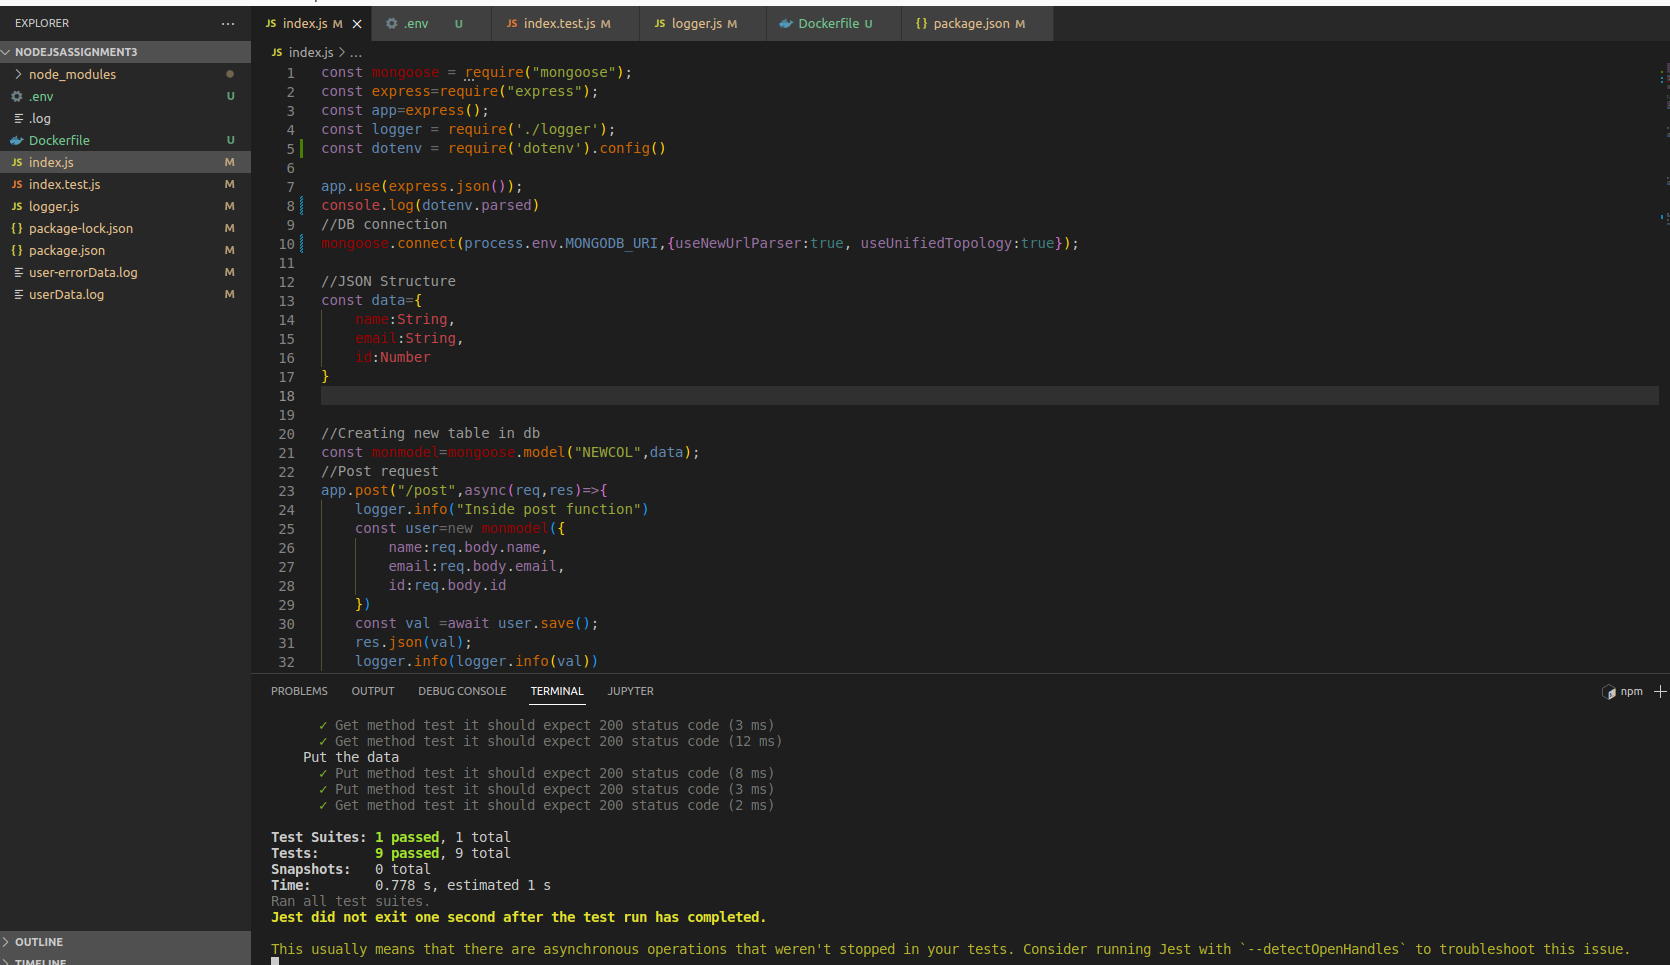 EXPLORER ...
NODEJSASSIGNMENT3
node_modules
.env U
.log
Dockerfile U
index.js M
index.test.js M
logger.js M
package-lock.json M
package.json M
user-errorData.log M
userData.log M
OUTLINE
TIMELINE
JS index.js M × .env U JS index.test.js M JS logger.js M Dockerfile U {} package.json M
JS index.js > ...
1 const mongoose = require("mongoose");
2 const express=require("express");
3 const app=express();
4 const logger = require('./logger');
5 const dotenv = require('dotenv').config()
6
7 app.use(express.json());
8 console.log(dotenv.parsed)
9 //DB connection
10 mongoose.connect(process.env.MONGODB_URI,{useNewUrlParser:true, useUnifiedTopology:true});
11
12 //JSON Structure
13 const data={
14 name:String,
15 email:String,
16 id:Number
17 }
18
19
20 //Creating new table in db
21 const monmodel=mongoose.model("NEWCOL",data);
22 //Post request
23 app.post("/post",async(req,res)=>{
24 logger.info("Inside post function")
25 const user=new monmodel({
26 name:req.body.name,
27 email:req.body.email,
28 id:req.body.id
29 })
30 const val =await user.save();
31 res.json(val);
32 logger.info(logger.info(val))
PROBLEMS OUTPUT DEBUG CONSOLE TERMINAL JUPYTER npm +
✓ Get method test it should expect 200 status code (3 ms)
✓ Get method test it should expect 200 status code (12 ms)
Put the data
✓ Put method test it should expect 200 status code (8 ms)
✓ Put method test it should expect 200 status code (3 ms)
✓ Get method test it should expect 200 status code (2 ms)
Test Suites: 1 passed, 1 total
Tests: 9 passed, 9 total
Snapshots: 0 total
Time: 0.778 s, estimated 1 s
Ran all test suites.
Jest did not exit one second after the test run has completed.
This usually means that there are asynchronous operations that weren't stopped in your tests. Consider running Jest with `--detectOpenHandles` to troubleshoot this issue.